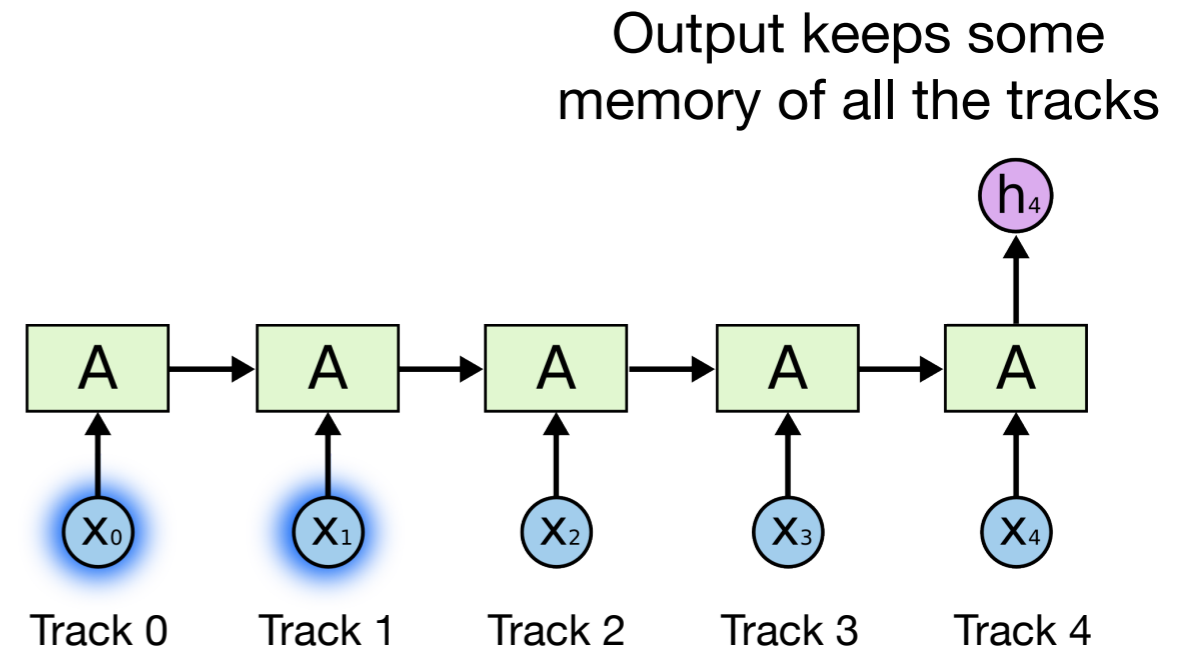 Output keeps some
memory of all the tracks
h₄
A A A A A
x₀ x₁ x₂ x₃ x₄
Track 0 Track 1 Track 2 Track 3 Track 4